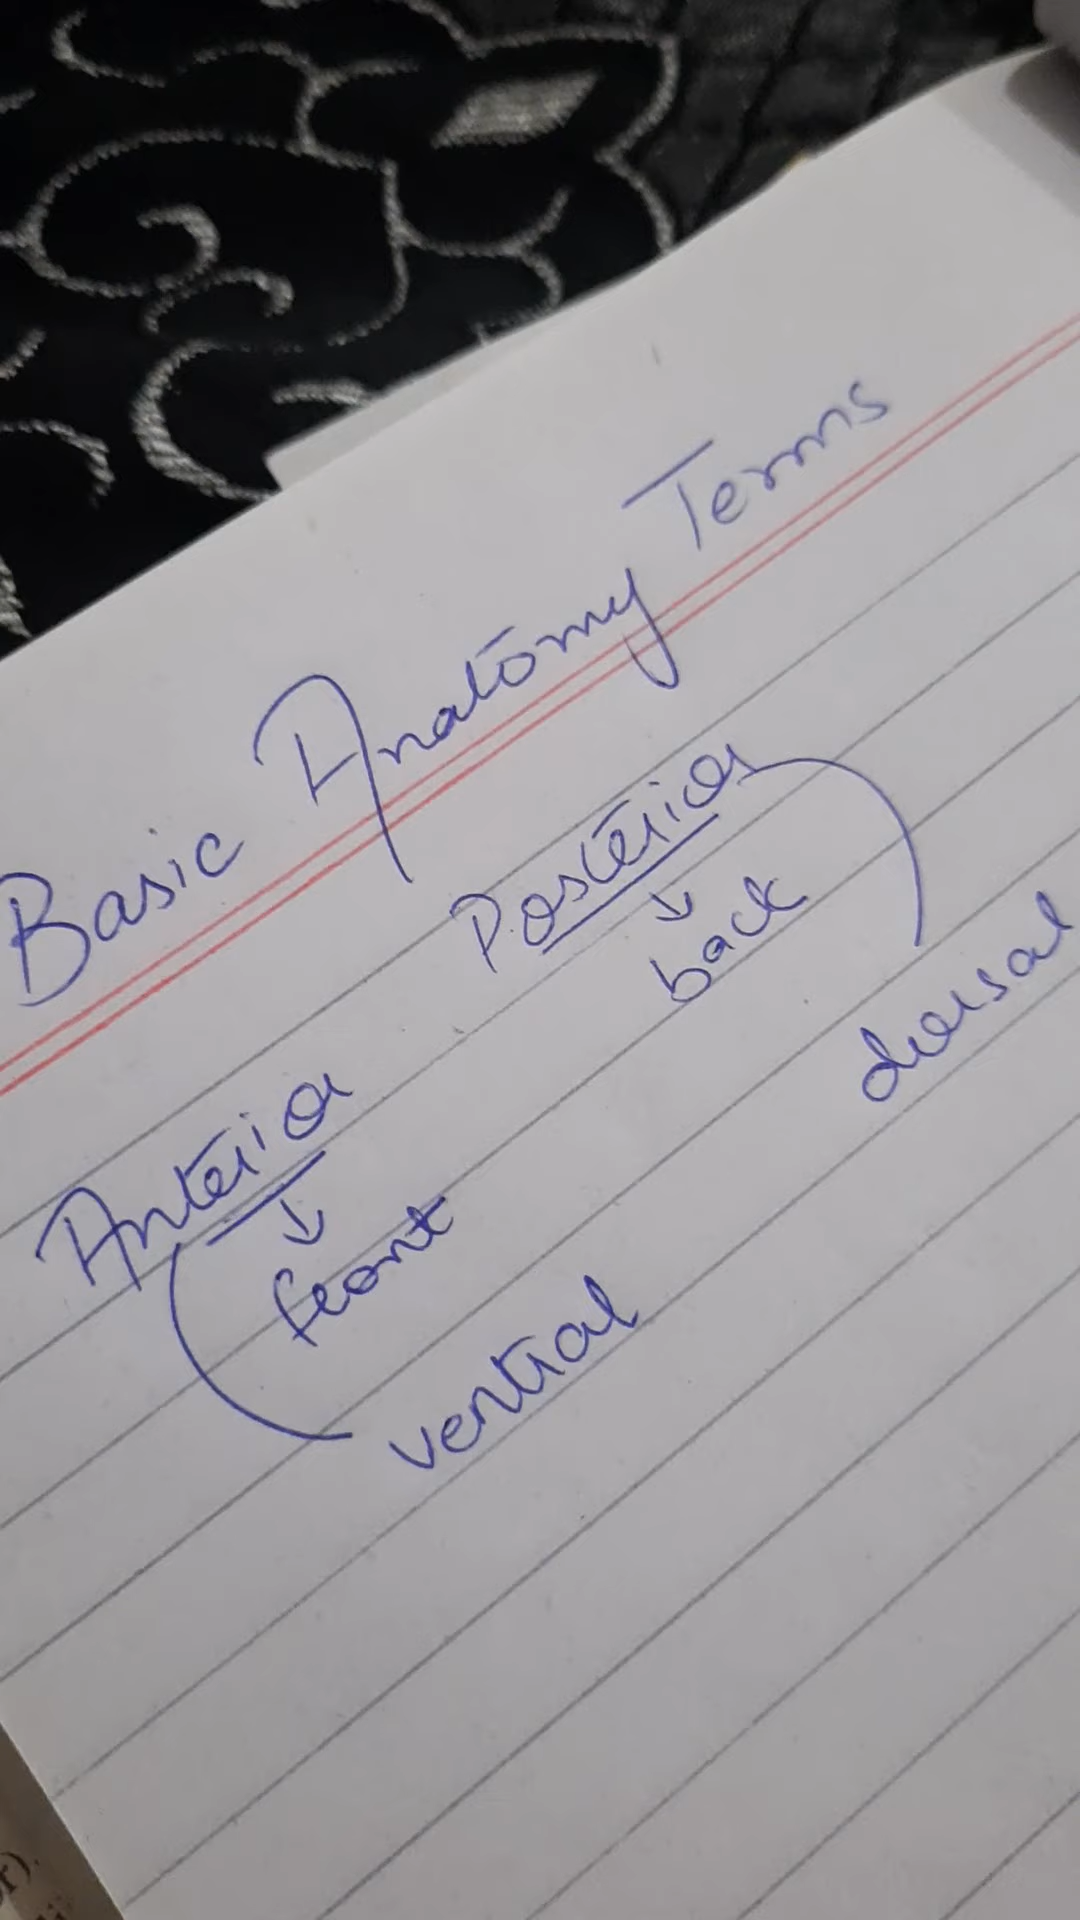 Basic Anatomy Terms
Anterior Posterior
↓ ↓
front back
ventral dorsal